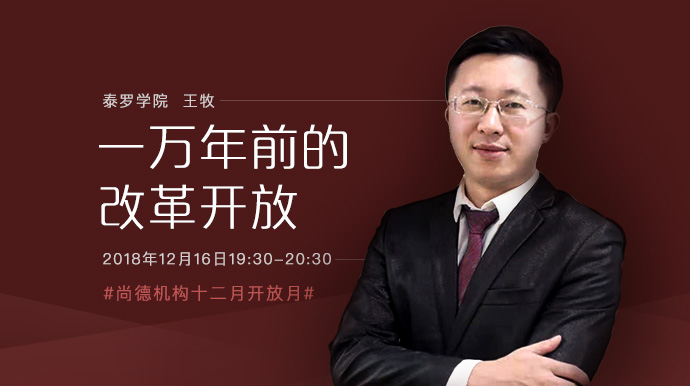 泰罗学院 王牧
一万年前的
改革开放
2018年12月16日19:30-20:30
#尚德机构十二月开放月#